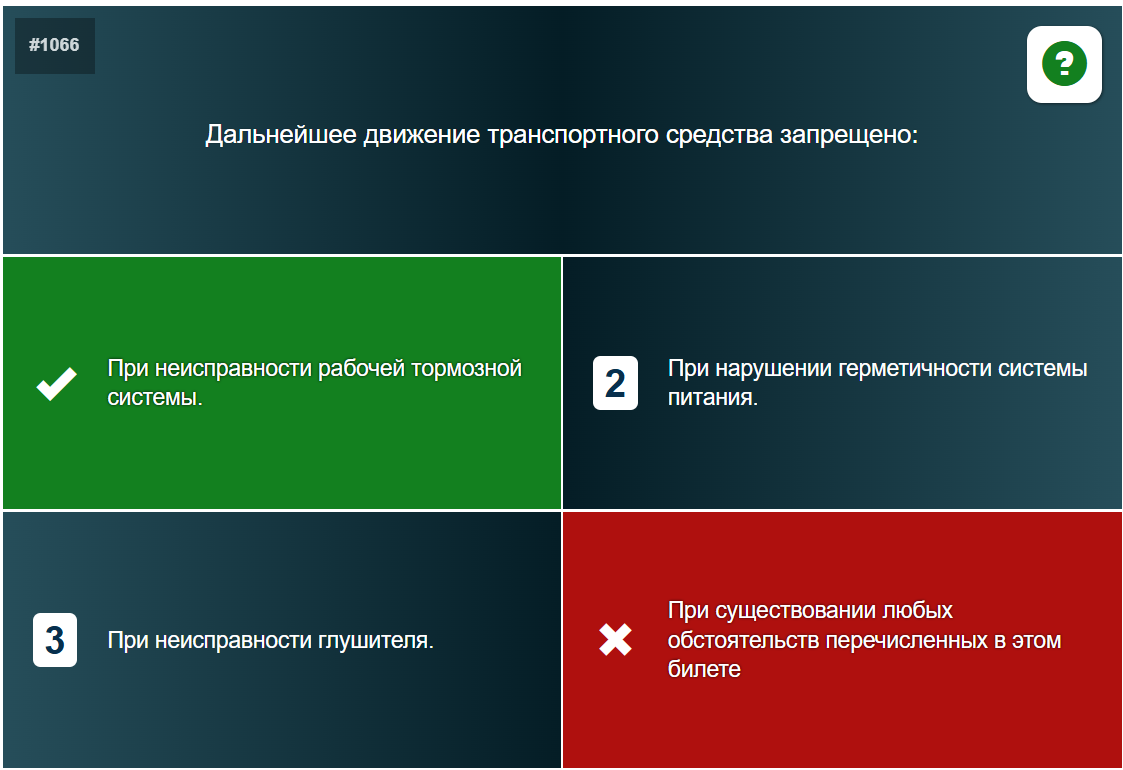 #1066
?
Дальнейшее движение транспортного средства запрещено:
При неисправности рабочей тормозной
системы.
2
При нарушении герметичности системы
питания.
3
При неисправности глушителя.
При существовании любых
обстоятельств перечисленных в этом
билете